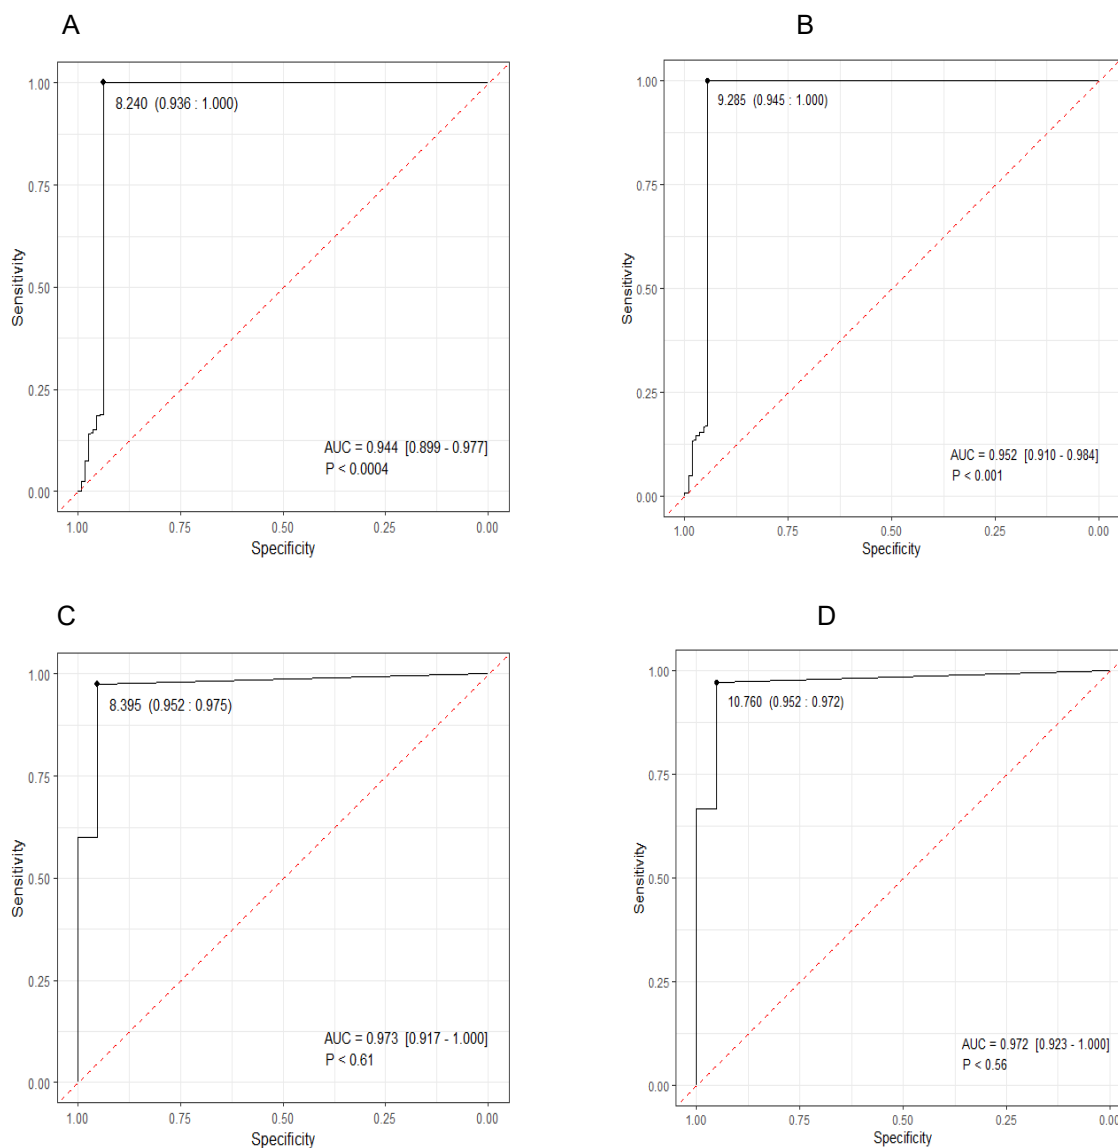 A
1.00
8.240 (0.936 : 1.000)
0.75
Sensitivity
0.50
0.25
AUC = 0.944 [0.899 - 0.977]
P < 0.0004
0.00
1.00 0.75 0.50 0.25 0.00
Specificity
B
1.00
9.285 (0.945 : 1.000)
0.75
Sensitivity
0.50
0.25
AUC = 0.952 [0.910 - 0.984]
P < 0.001
0.00
1.00 0.75 0.50 0.25 0.00
Specificity
C
1.00
8.395 (0.952 : 0.975)
0.75
Sensitivity
0.50
0.25
AUC = 0.973 [0.917 - 1.000]
P < 0.61
0.00
1.00 0.75 0.50 0.25 0.00
Specificity
D
1.00
10.760 (0.952 : 0.972)
0.75
Sensitivity
0.50
0.25
AUC = 0.972 [0.923 - 1.000]
P < 0.56
0.00
1.00 0.75 0.50 0.25 0.00
Specificity